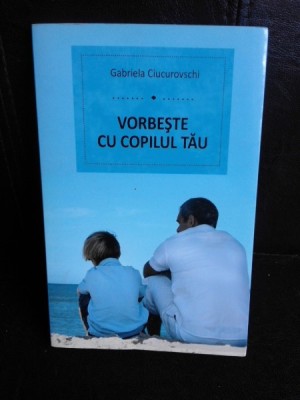 Gabriela Ciucurovschi
VORBEȘTE
CU COPILUL TĂU